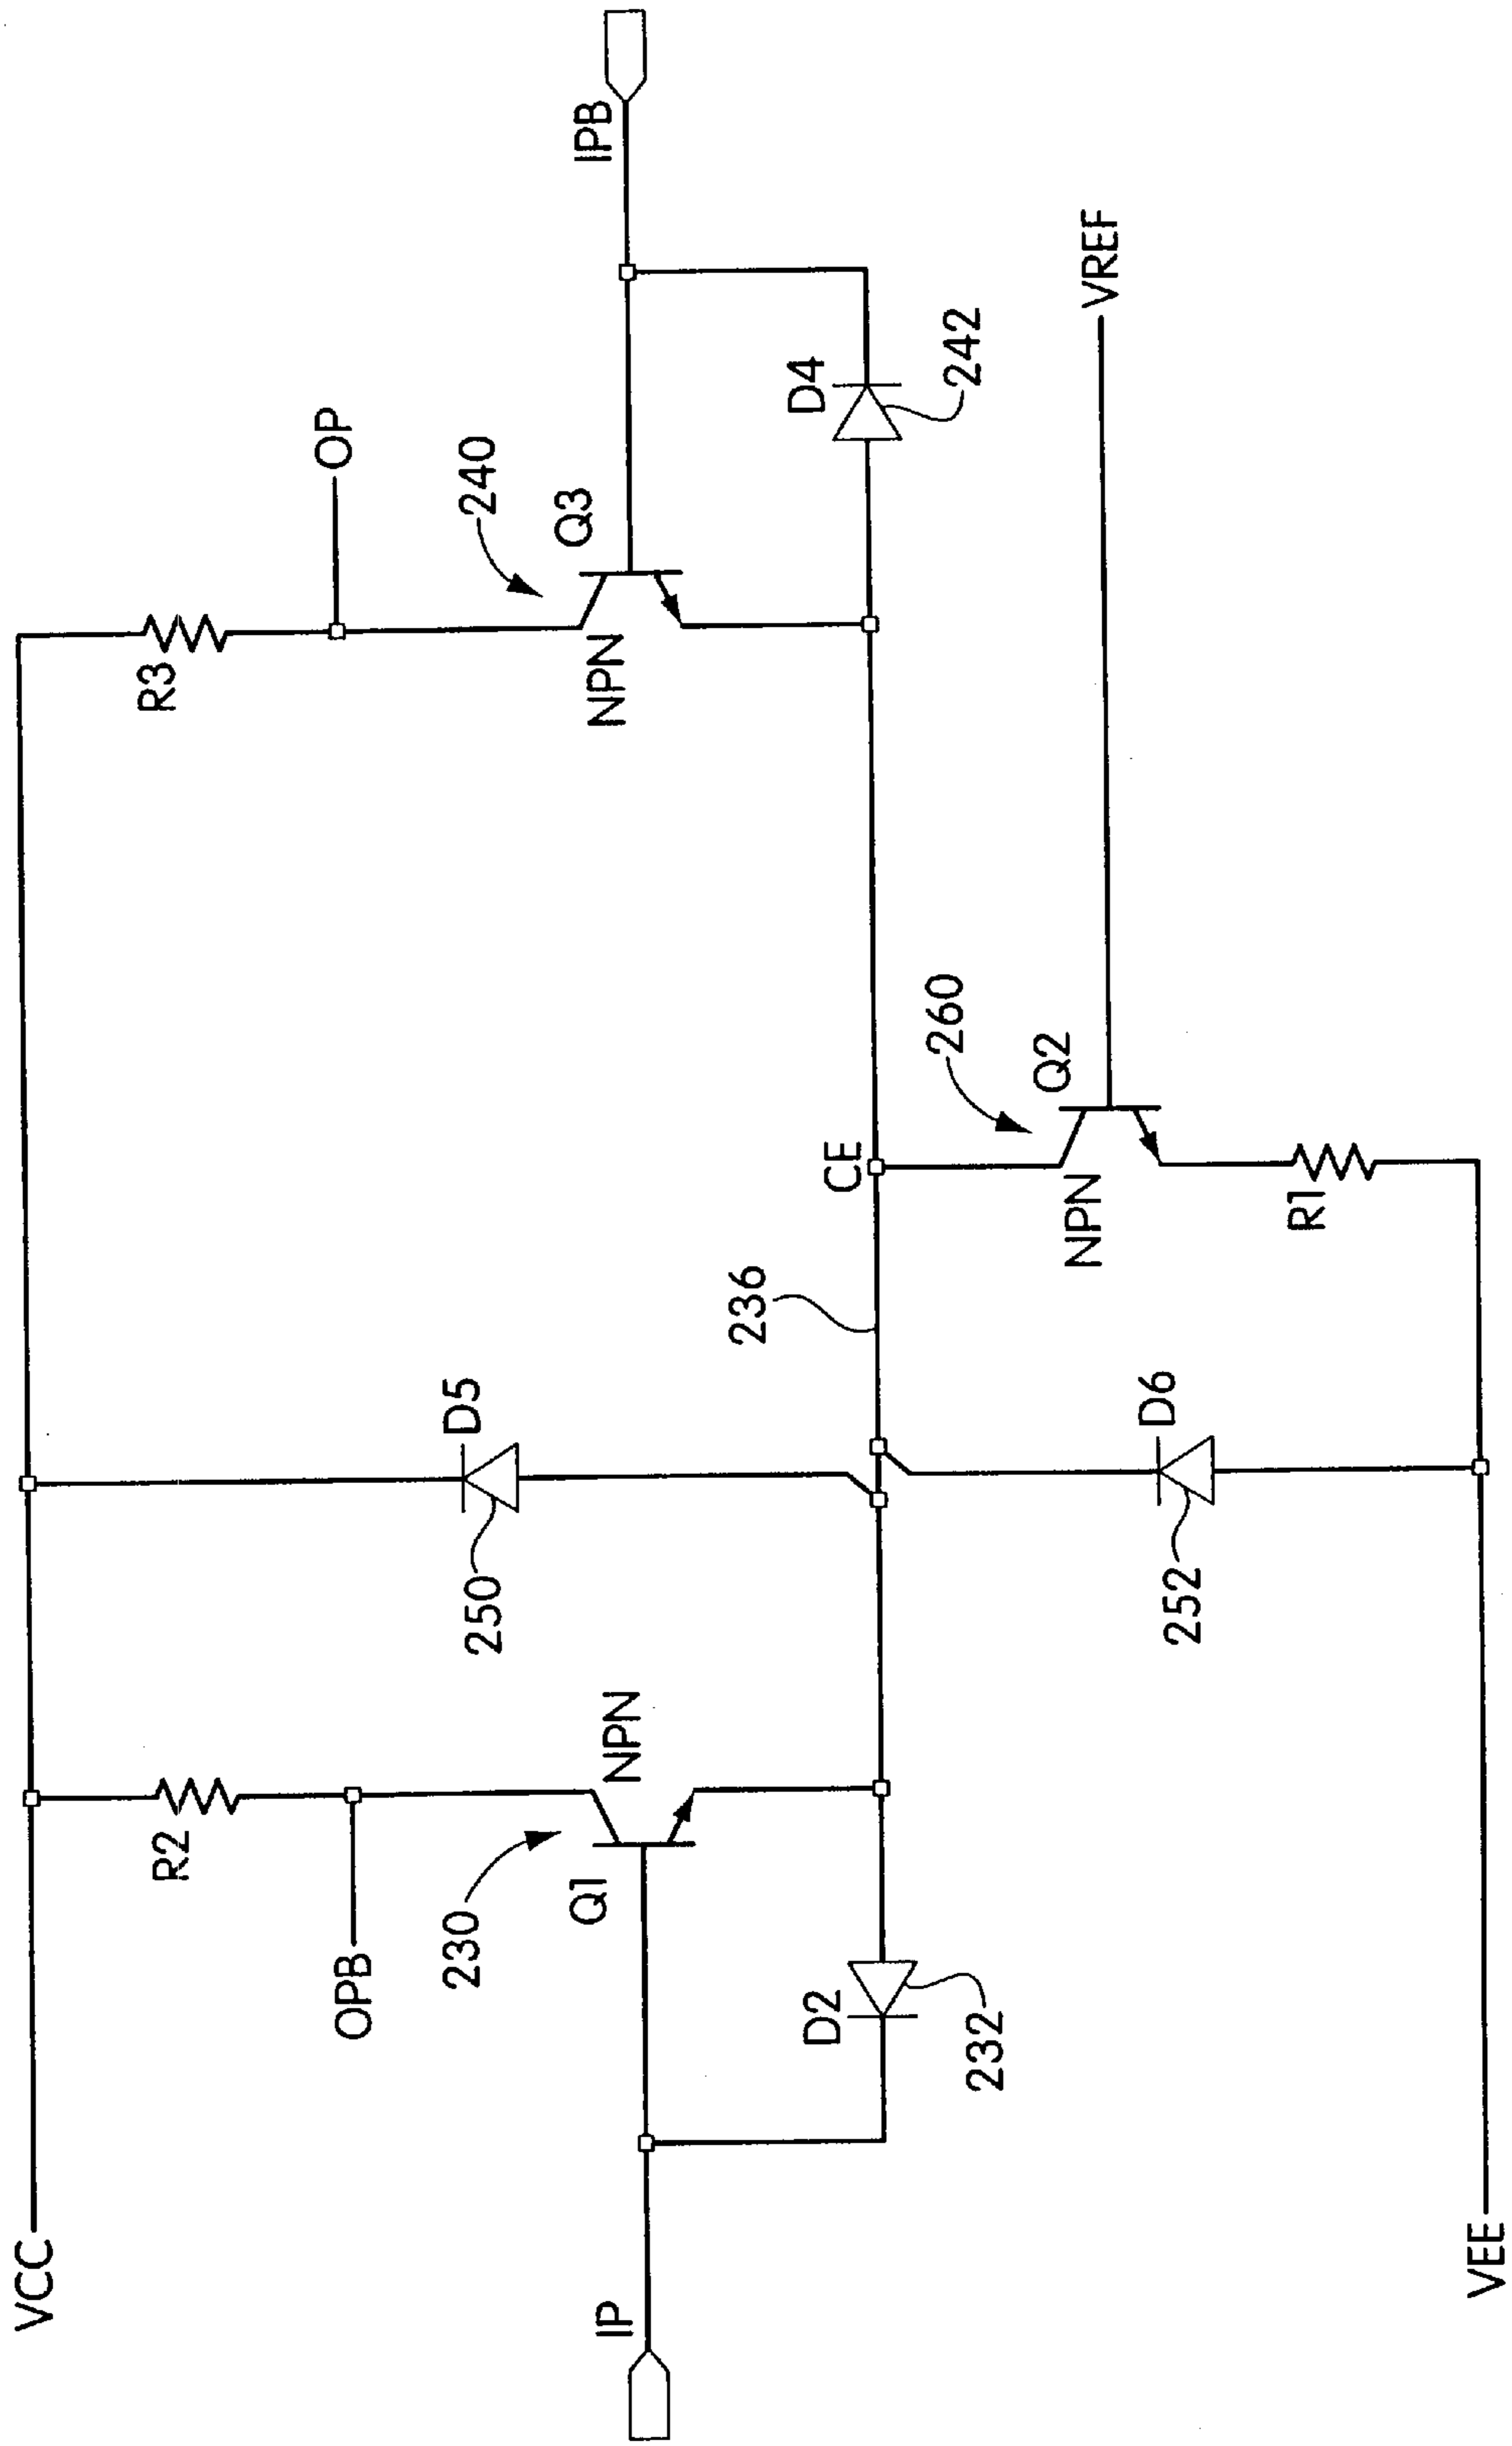 VCC
R2
R3
OPB
OP
250
D5
230
240
Q1
NPN
Q3
NPN
IP
IPB
236
D2
CE
D4
232
260
242
Q2
NPN
VREF
252
D6
R1
VEE